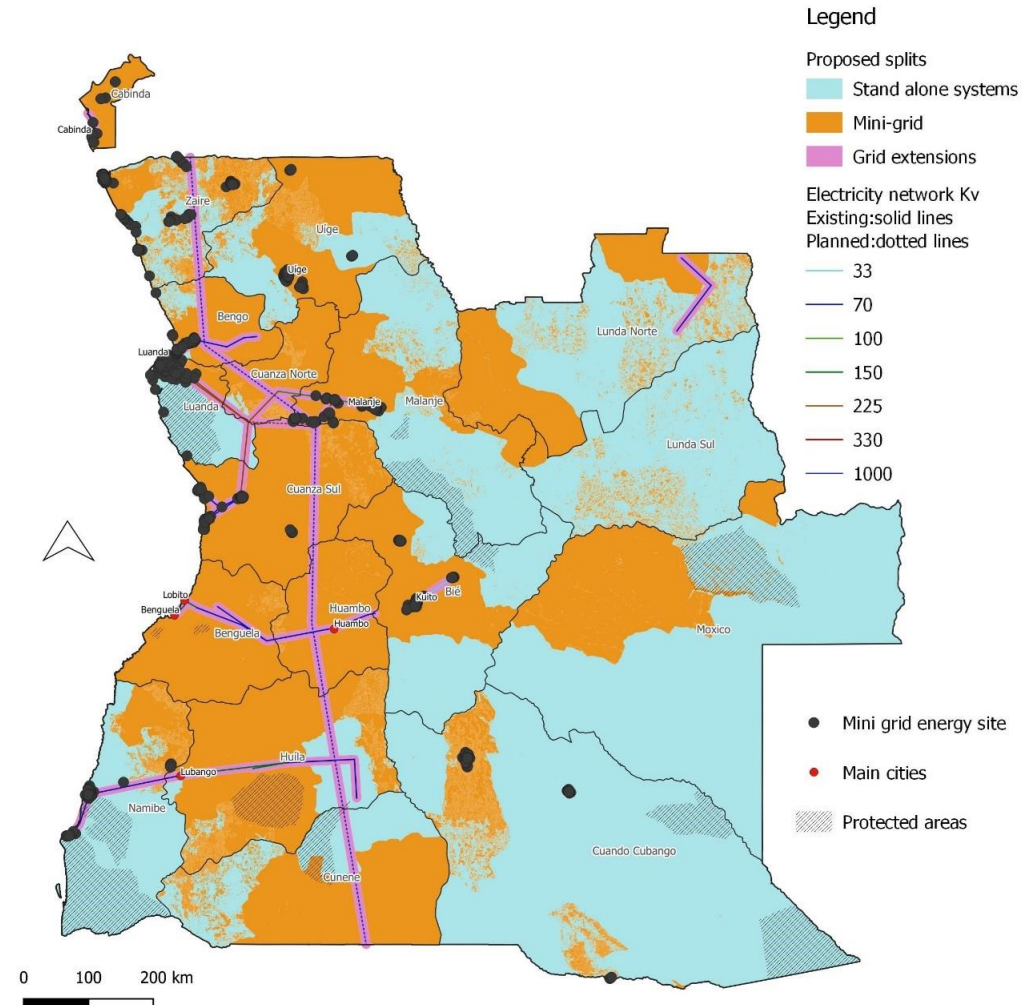 Legend
Proposed splits
Stand alone systems
Mini-grid
Grid extensions
Electricity network Kv
Existing:solid lines
Planned:dotted lines
33
70
100
150
225
330
1000
Mini grid energy site
Main cities
Protected areas
Cabinda
Cabinda
Zaire
Uíge
Uíge
Bengo
Lunda Norte
Luanda
Cuanza Norte
Luanda
Malanje
Malanje
Lunda Sul
Cuanza Sul
Lobito
Benguela
Kuito
Bié
Huambo
Huambo
Benguela
Moxico
Huíla
Lubango
Namibe
Cuando Cubango
Cunene
0 100 200 km